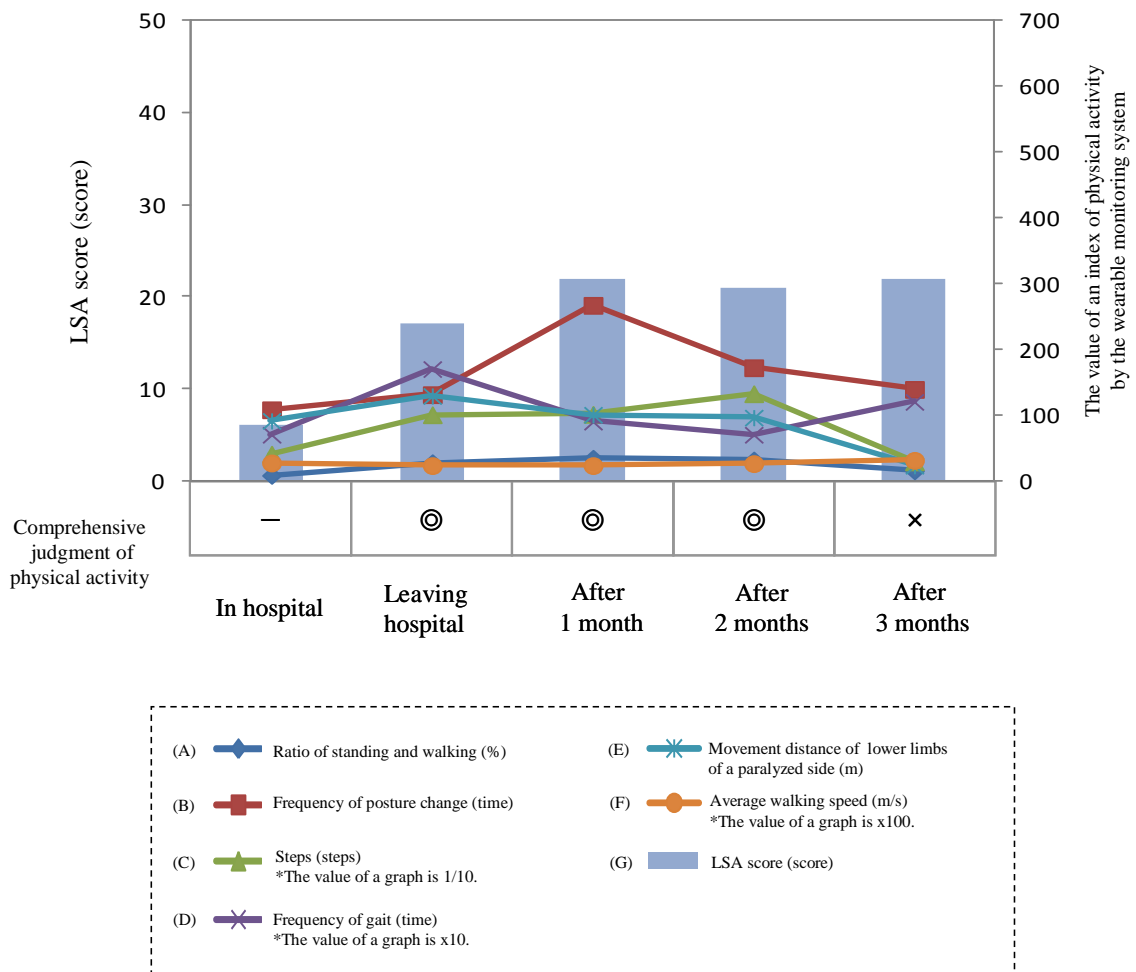 50
40
30
20
10
0
LSA score (score)
700
600
500
400
300
200
100
0
The value of an index of physical activity
by the wearable monitoring system
Comprehensive
judgment of
physical activity
— ◎ ◎ ◎ ×
In hospital
Leaving
hospital
After
1 month
After
2 months
After
3 months
(A) Ratio of standing and walking (%)
(B) Frequency of posture change (time)
(C) Steps (steps)
*The value of a graph is 1/10.
(D) Frequency of gait (time)
*The value of a graph is x10.
(E) Movement distance of lower limbs
of a paralyzed side (m)
(F) Average walking speed (m/s)
*The value of a graph is x100.
(G) LSA score (score)